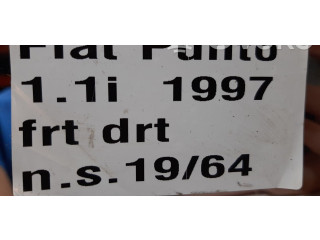 Fiat Punto
1.1i 1997
frt drt
n.s.19/64